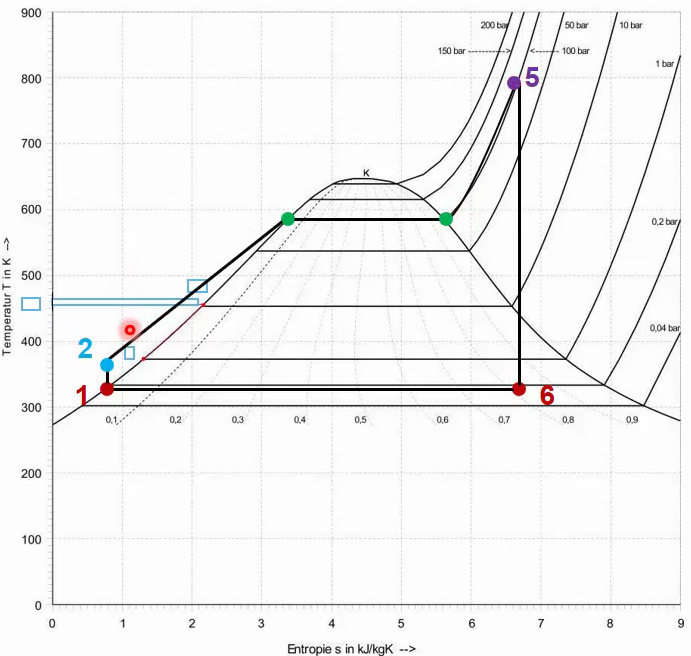 900
200 bar
50 bar
10 bar
150 bar
100 bar
1 bar
800
5
700
K
600
0,2 bar
Temperatur T in K -->
500
0,04 bar
400
2
1
6
300
0,1
0,2
0,3
0,4
0,5
0,6
0,7
0,8
0,9
200
100
0
0 1 2 3 4 5 6 7 8 9
Entropie s in kJ/kgK -->